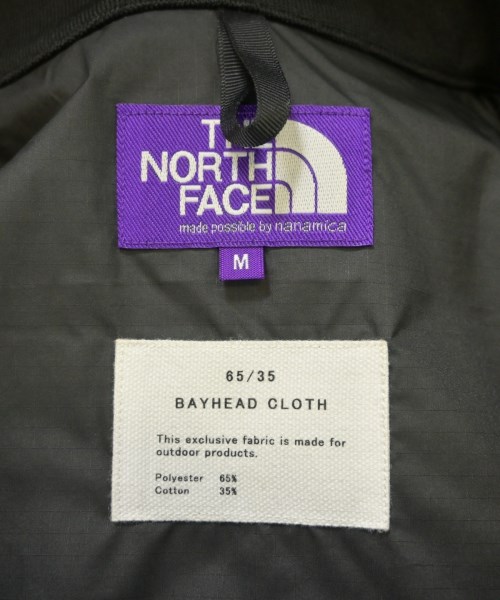 THE
NORTH
FACE
made possible by nanamica
M
65/35
BAYHEAD CLOTH
This exclusive fabric is made for
outdoor products.
Polyester 65%
Cotton 35%